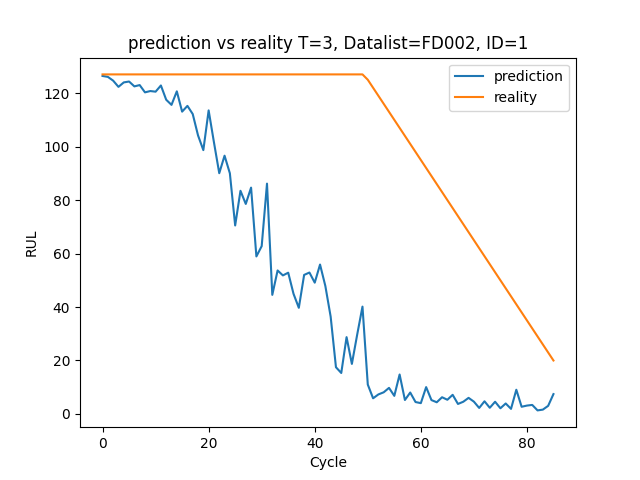 prediction vs reality T=3, Datalist=FD002, ID=1
prediction
reality
RUL
120
100
80
60
40
20
0
0 20 40 60 80
Cycle